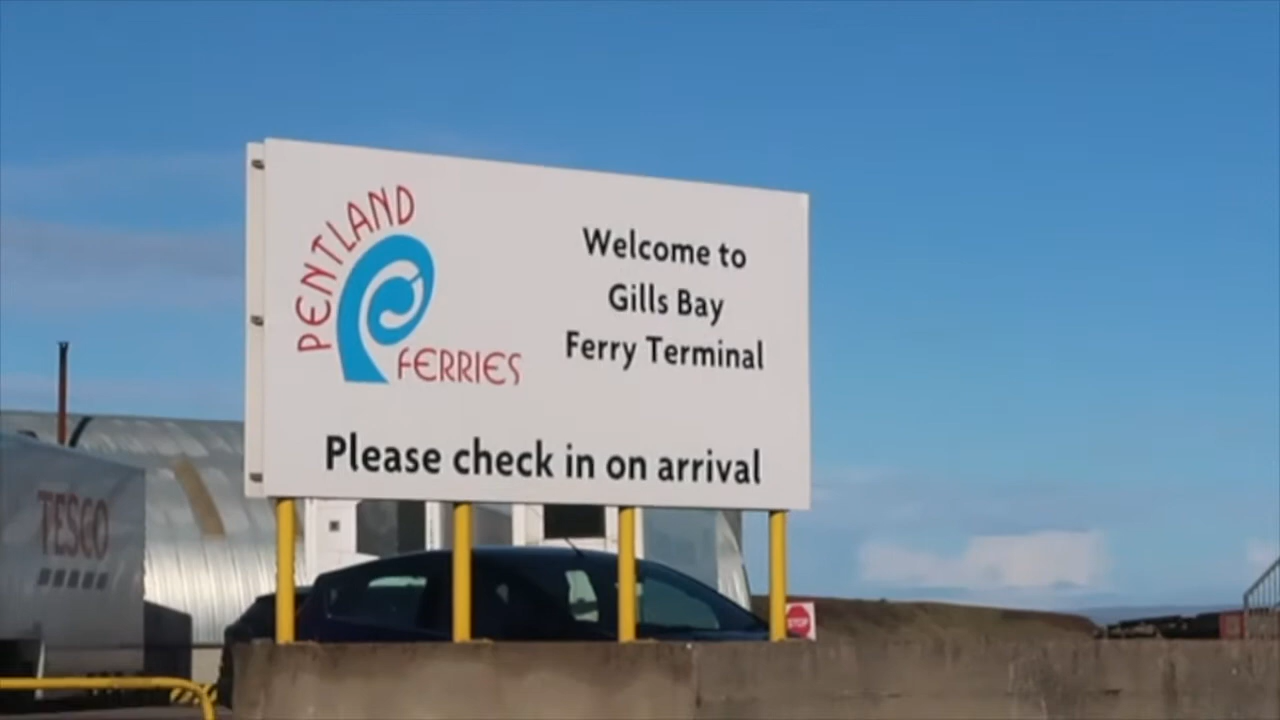 PENTLAND
FERRIES
Welcome to
Gills Bay
Ferry Terminal
Please check in on arrival
TESCO
STOP